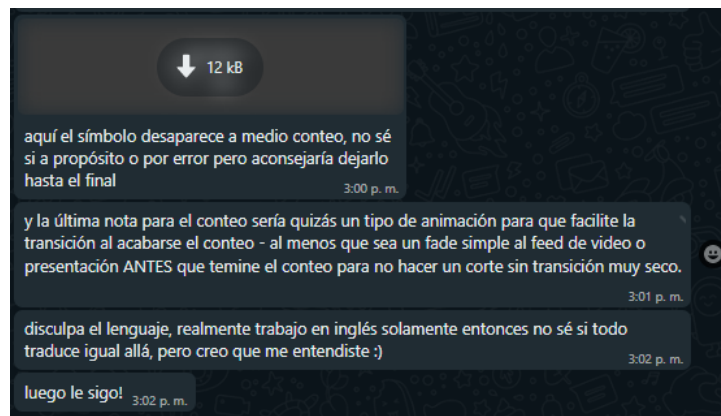 12 kB
aquí el símbolo desaparece a medio conteo, no sé
si a propósito o por error pero aconsejaría dejarlo
hasta el final
3:00 p. m.
y la última nota para el conteo sería quizás un tipo de animación para que facilite la
transición al acabarse el conteo - al menos que sea un fade simple al feed de video o
presentación ANTES que temine el conteo para no hacer un corte sin transición muy seco.
3:01 p. m.
disculpa el lenguaje, realmente trabajo en inglés solamente entonces no sé si todo
traduce igual allá, pero creo que me entendiste :)
3:02 p. m.
luego le sigo! 3:02 p. m.